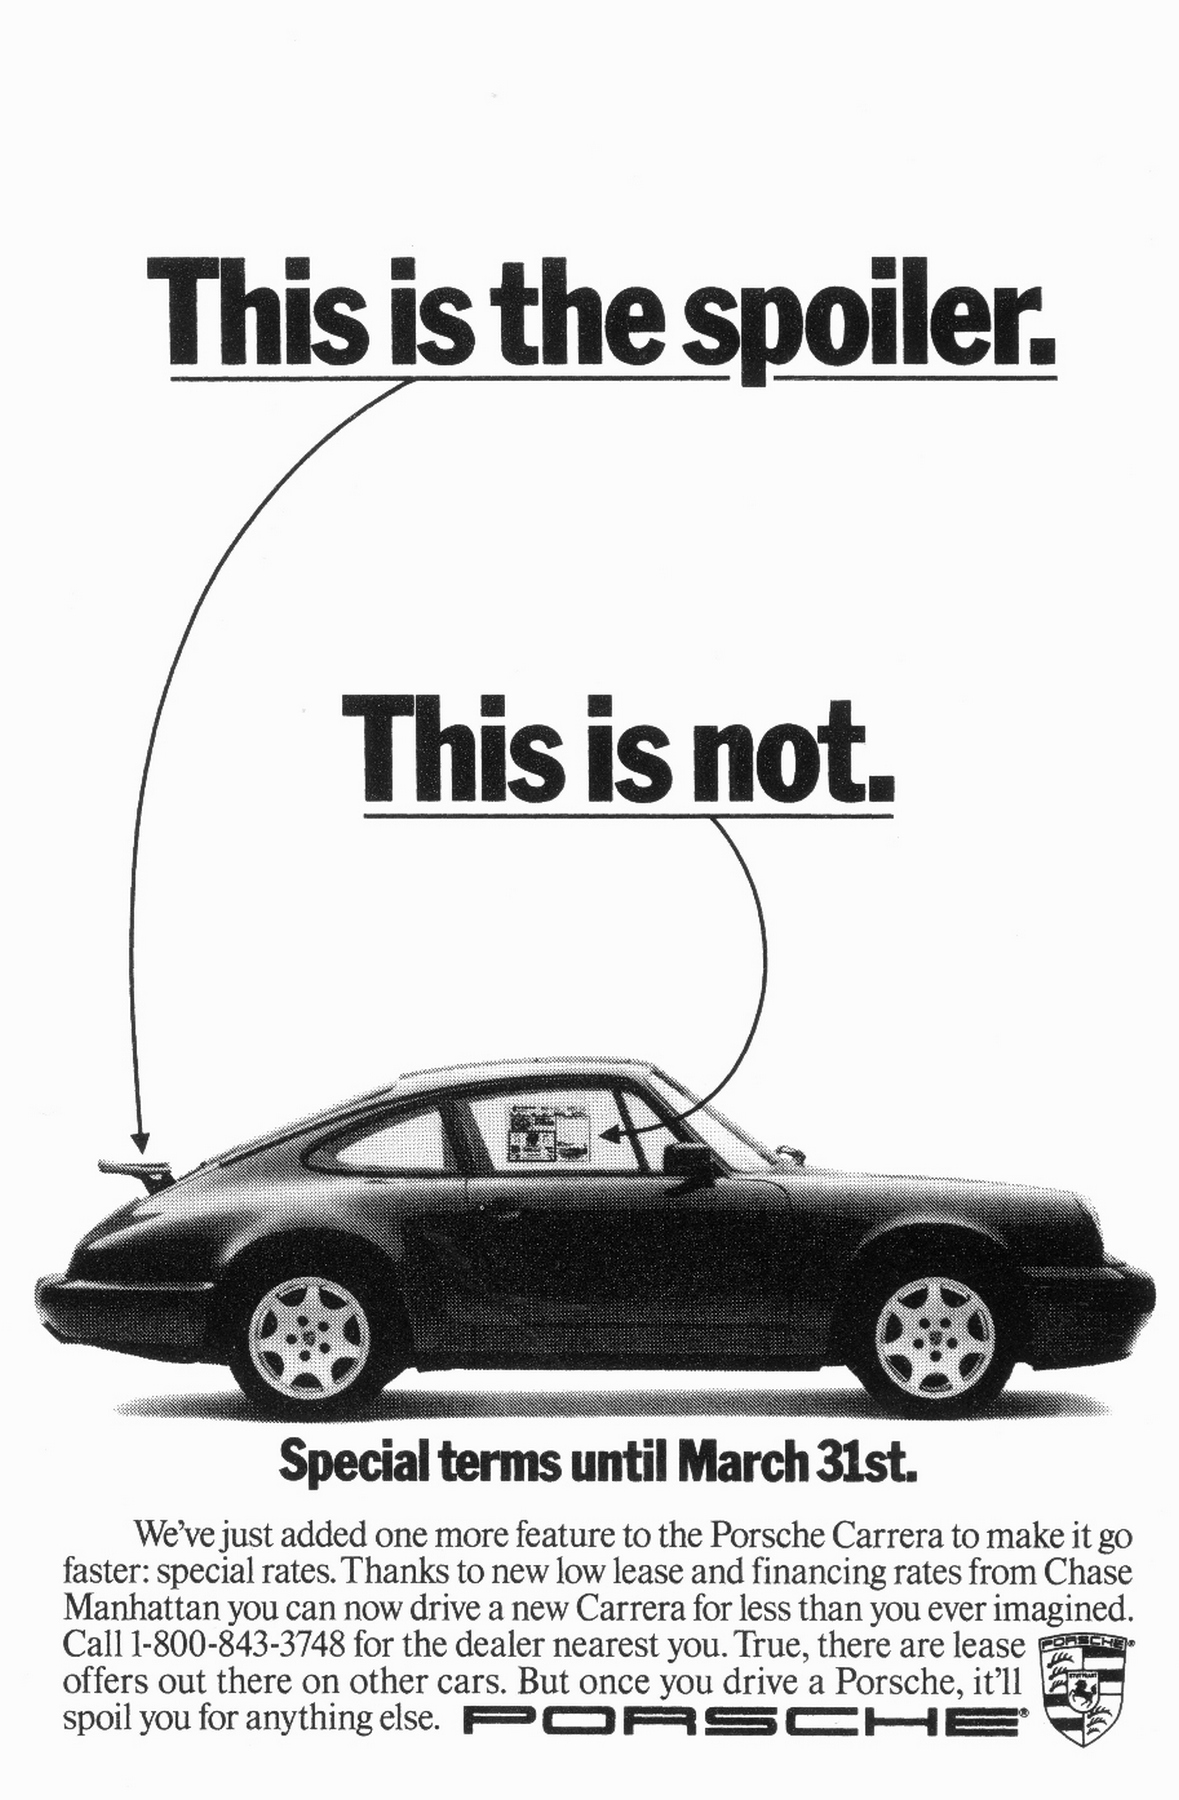 This is the spoiler.
This is not.
Special terms until March 31st.
We've just added one more feature to the Porsche Carrera to make it go
faster: special rates. Thanks to new low lease and financing rates from Chase
Manhattan you can now drive a new Carrera for less than you ever imagined.
Call 1-800-843-3748 for the dealer nearest you. True, there are lease
offers out there on other cars. But once you drive a Porsche, it'll
spoil you for anything else.
PORSCHE®
PORSCHE®
STUTTGART